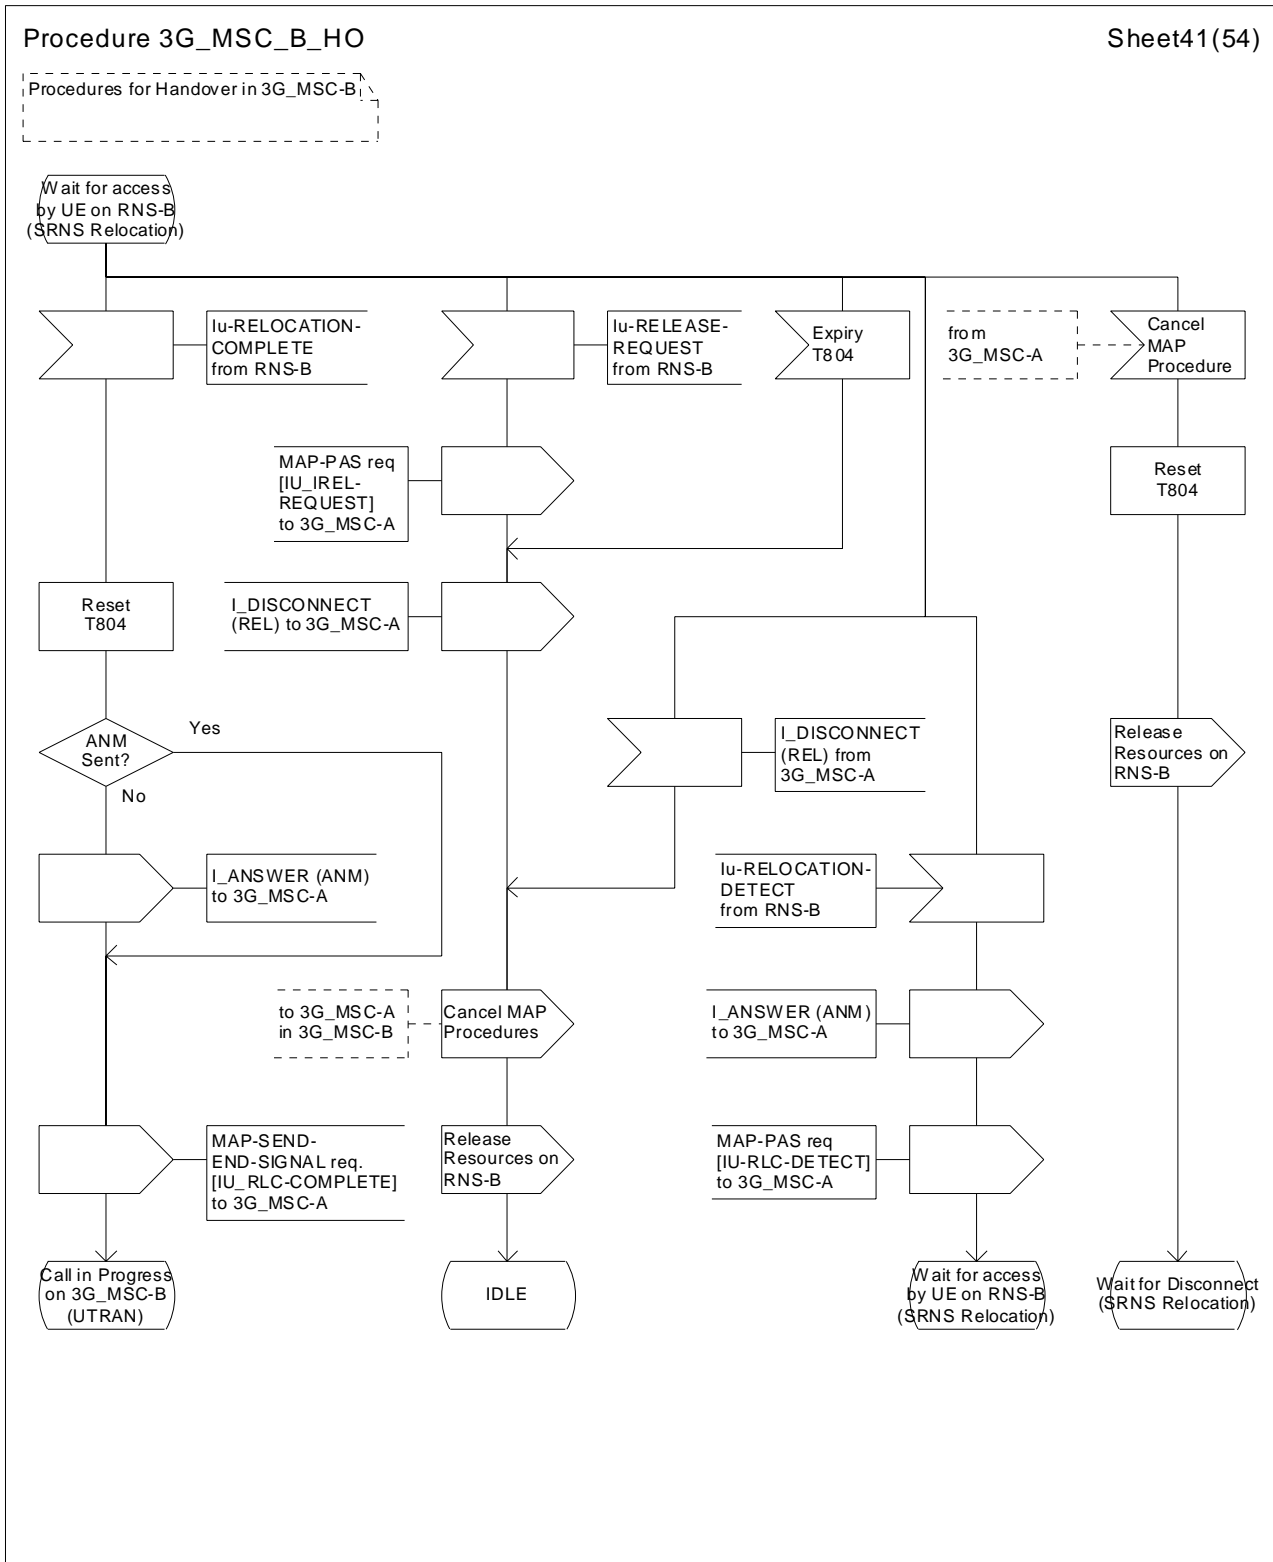 Procedure 3G_MSC_B_HO
Sheet41(54)
Procedures for Handover in 3G_MSC-B
Wait for access
by UE on RNS-B
(SRNS Relocation)
Iu-RELOCATION-
COMPLETE
from RNS-B
Iu-RELEASE-
REQUEST
from RNS-B
Expiry
T804
from
3G_MSC-A
Cancel
MAP
Procedure
MAP-PAS req
[IU_IREL-
REQUEST]
to 3G_MSC-A
Reset
T804
Reset
T804
I_DISCONNECT
(REL) to 3G_MSC-A
ANM
Sent?
Yes
No
I_DISCONNECT
(REL) from
3G_MSC-A
Release
Resources on
RNS-B
I_ANSWER (ANM)
to 3G_MSC-A
Iu-RELOCATION-
DETECT
from RNS-B
to 3G_MSC-A
in 3G_MSC-B
Cancel MAP
Procedures
I_ANSWER (ANM)
to 3G_MSC-A
MAP-SEND-
END-SIGNAL req.
[IU_RLC-COMPLETE]
to 3G_MSC-A
Release
Resources on
RNS-B
MAP-PAS req
[IU-RLC-DETECT]
to 3G_MSC-A
Call in Progress
on 3G_MSC-B
(UTRAN)
IDLE
Wait for access
by UE on RNS-B
(SRNS Relocation)
Wait for Disconnect
(SRNS Relocation)